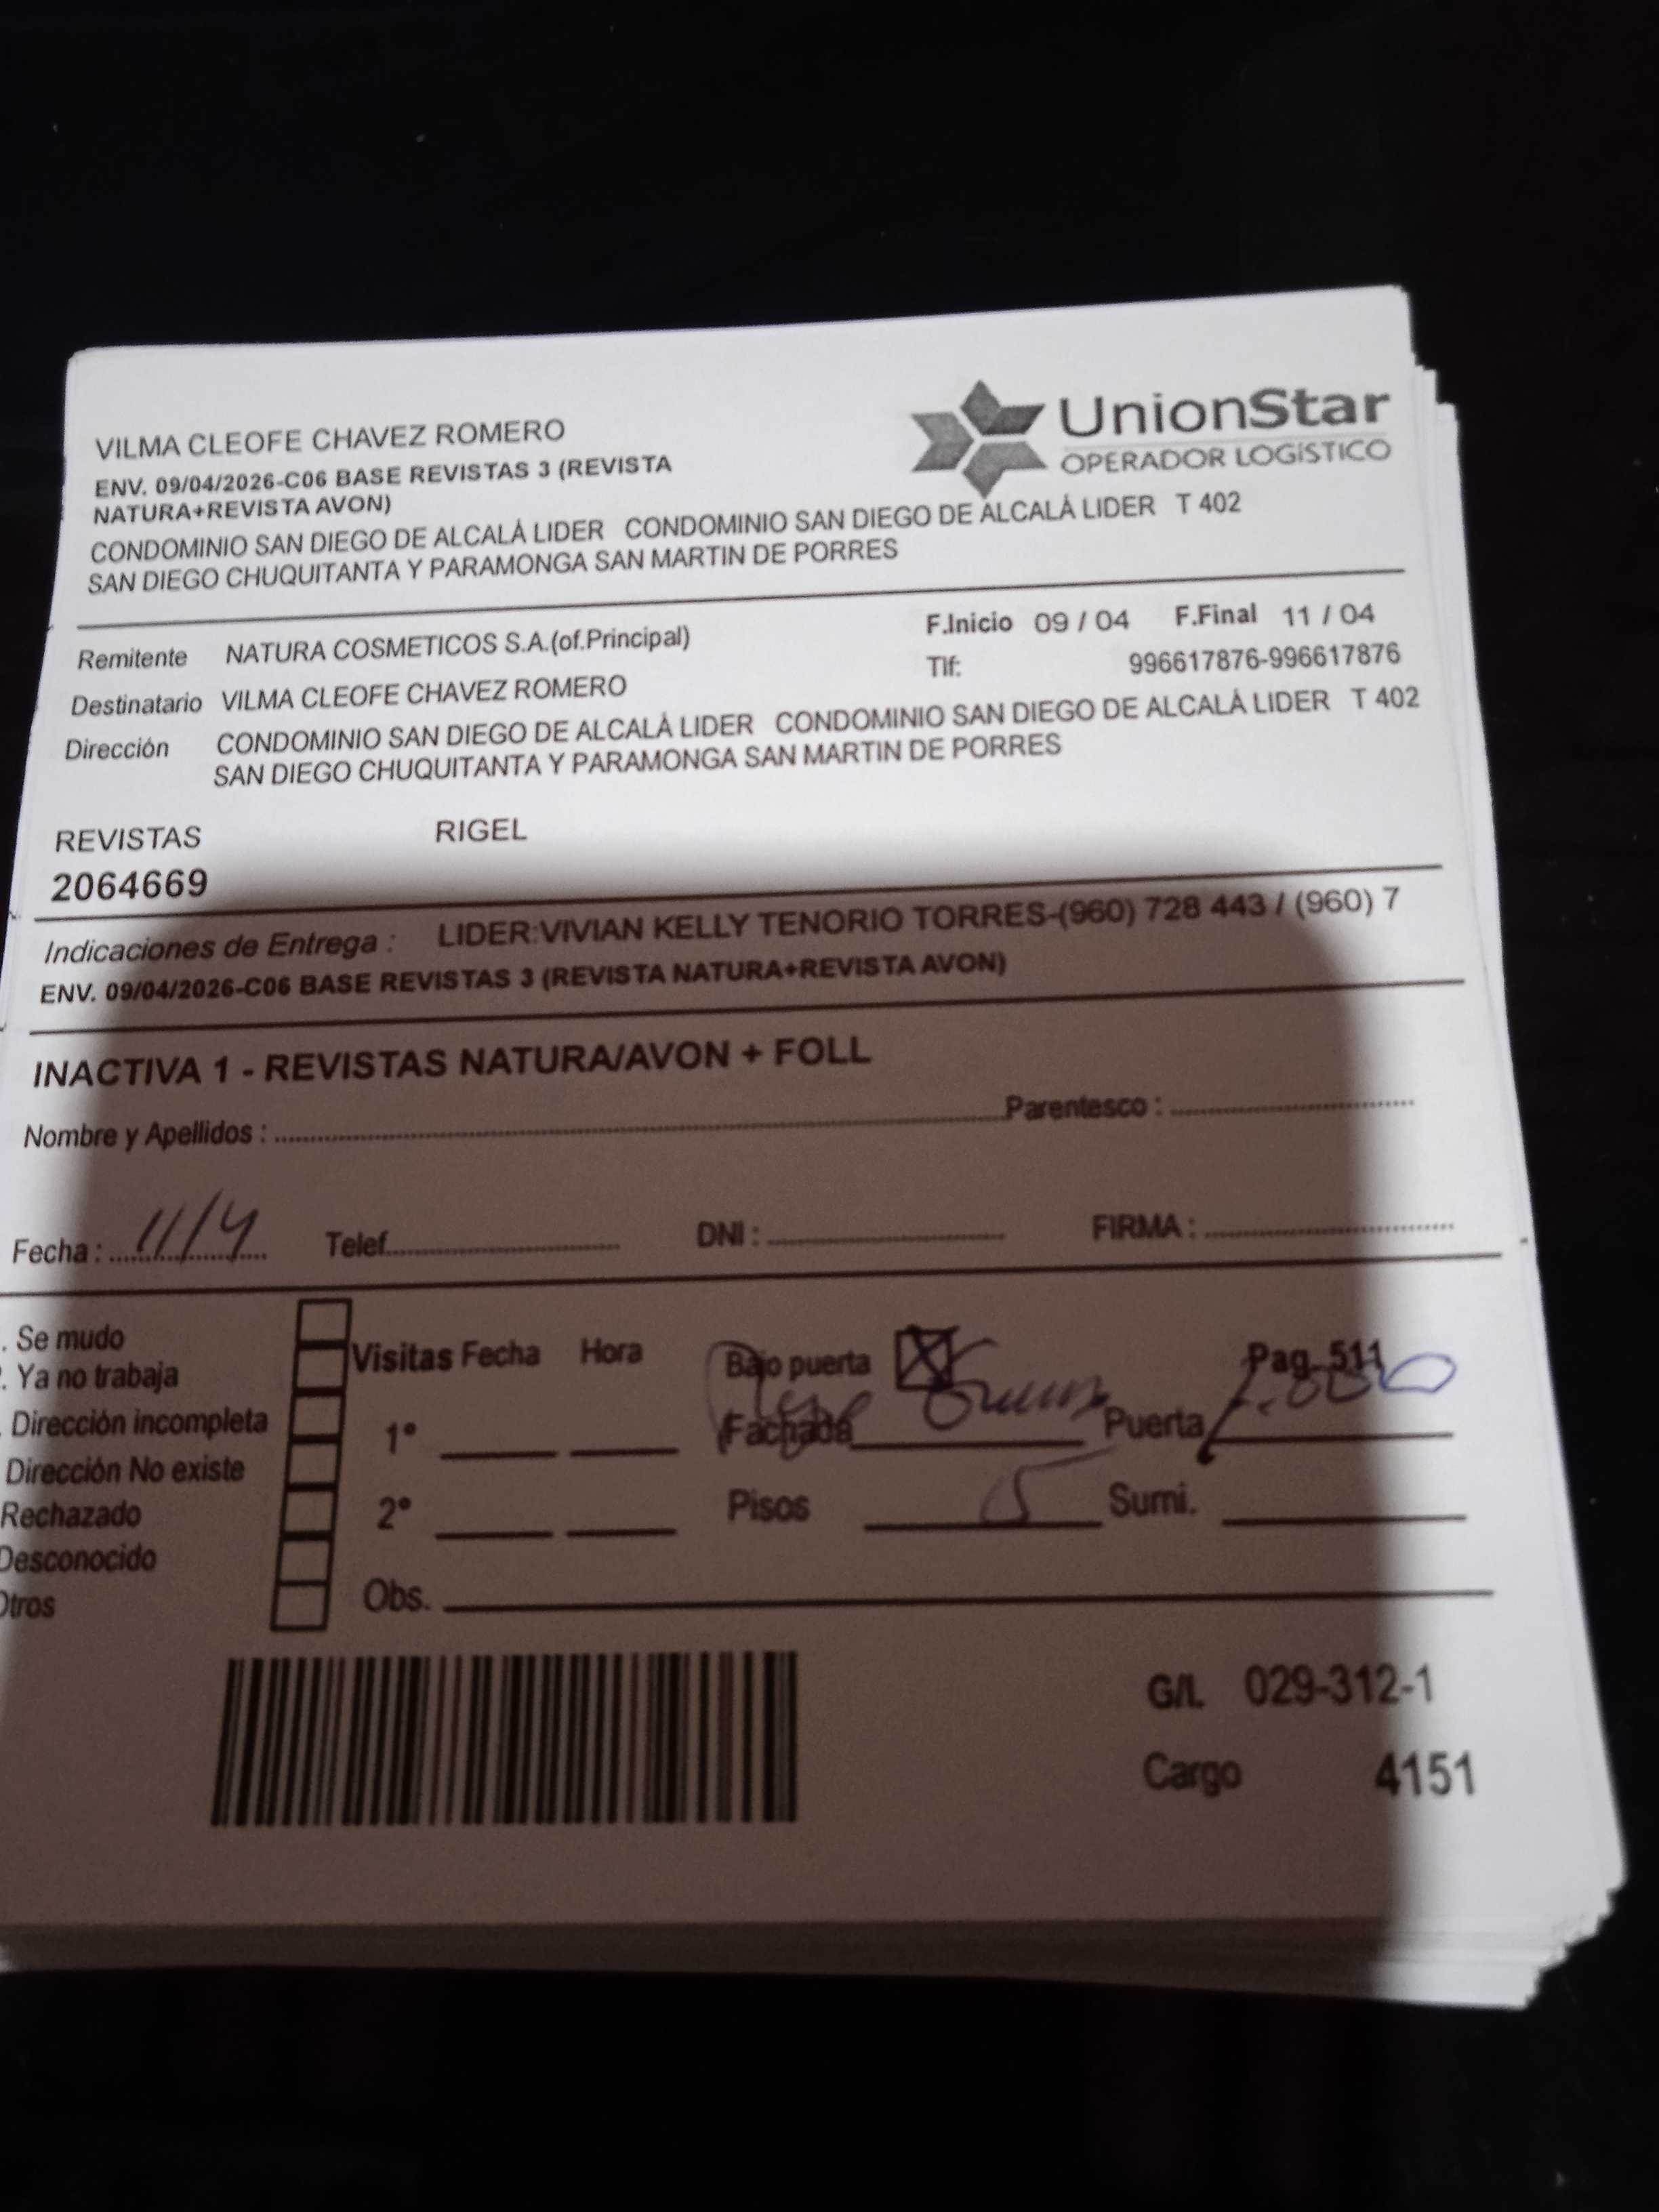 VILMA CLEOFE CHAVEZ ROMERO
UnionStar
OPERADOR LOGÍSTICO
ENV. 09/04/2026-C06 BASE REVISTAS 3 (REVISTA
NATURA+REVISTA AVON)
CONDOMINIO SAN DIEGO DE ALCALÁ LIDER CONDOMINIO SAN DIEGO DE ALCALÁ LIDER T 402
SAN DIEGO CHUQUITANTA Y PARAMONGA SAN MARTIN DE PORRES
Remitente NATURA COSMETICOS S.A.(of.Principal) F.Inicio 09 / 04 F.Final 11 / 04
Destinatario VILMA CLEOFE CHAVEZ ROMERO Tlf: 996617876-996617876
Dirección CONDOMINIO SAN DIEGO DE ALCALÁ LIDER CONDOMINIO SAN DIEGO DE ALCALÁ LIDER T 402
SAN DIEGO CHUQUITANTA Y PARAMONGA SAN MARTIN DE PORRES
REVISTAS RIGEL
2064669
Indicaciones de Entrega : LIDER:VIVIAN KELLY TENORIO TORRES-(960) 728 443 / (960) 7
ENV. 09/04/2026-C06 BASE REVISTAS 3 (REVISTA NATURA+REVISTA AVON)
INACTIVA 1 - REVISTAS NATURA/AVON + FOLL
Nombre y Apellidos : Parentesco :
Fecha : 11/4 Telef. DNI : FIRMA :
. Se mudo
. Ya no trabaja
. Dirección incompleta
Dirección No existe
Rechazado
Desconocido
Otros
Visitas Fecha Hora
1°
2°
Bajo puerta Pag. 511
Fachada Puerta
Pisos 5 Sumi.
Obs.
G/I. 029-312-1
Cargo 4151